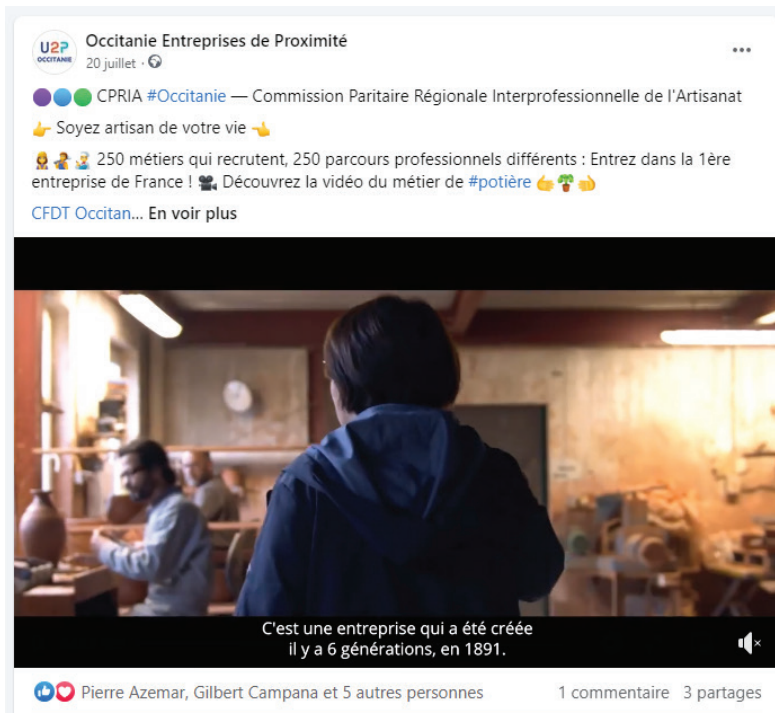 U2P
OCCITANIE
Occitanie Entreprises de Proximité
20 juillet ·
CPRIA #Occitanie — Commission Paritaire Régionale Interprofessionnelle de l'Artisanat
Soyez artisan de votre vie
250 métiers qui recrutent, 250 parcours professionnels différents : Entrez dans la 1ère
entreprise de France ! Découvrez la vidéo du métier de #potière
CFDT Occitan... En voir plus
C'est une entreprise qui a été créée
il y a 6 générations, en 1891.
Pierre Azemar, Gilbert Campana et 5 autres personnes 1 commentaire 3 partages